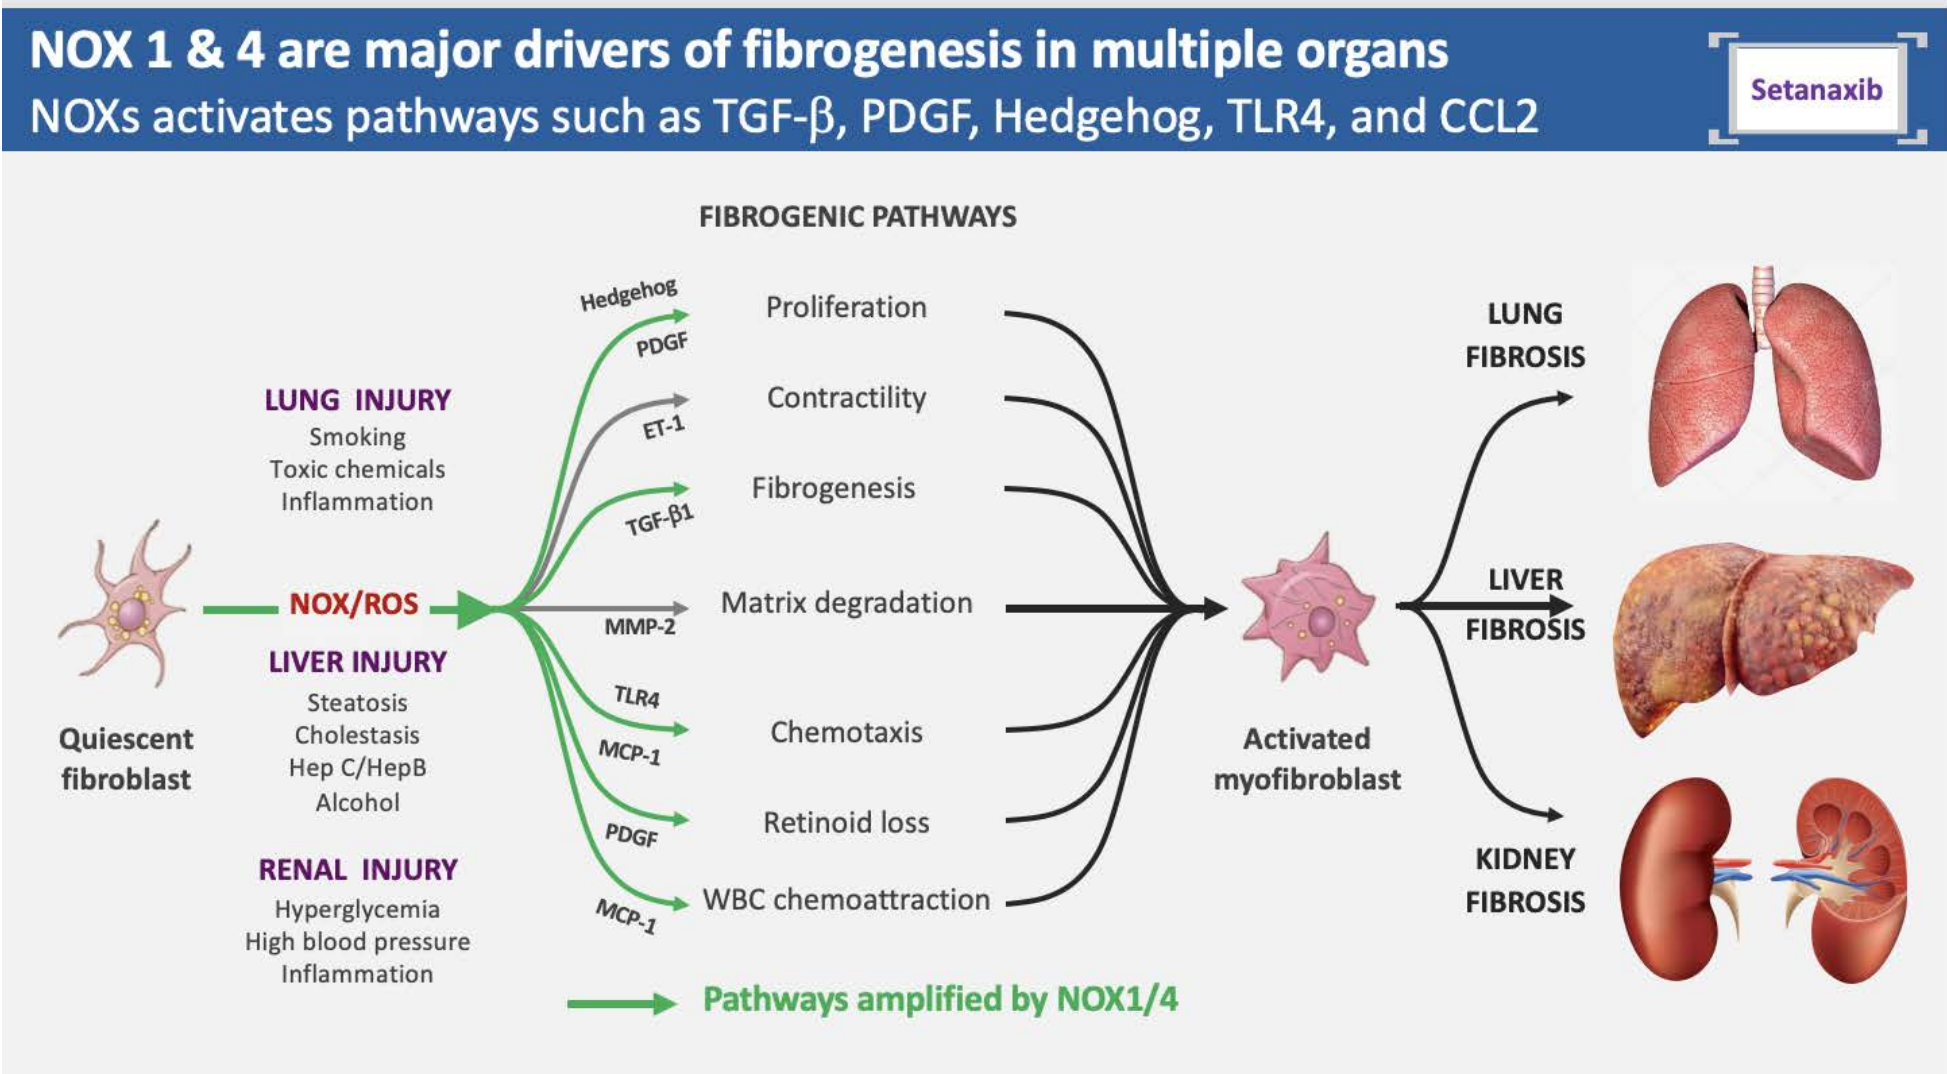 NOX 1 & 4 are major drivers of fibrogenesis in multiple organs
NOXs activates pathways such as TGF-β, PDGF, Hedgehog, TLR4, and CCL2
Setanaxib
FIBROGENIC PATHWAYS
Quiescent
fibroblast
LUNG INJURY
Smoking
Toxic chemicals
Inflammation
NOX/ROS
LIVER INJURY
Steatosis
Cholestasis
Hep C/HepB
Alcohol
RENAL INJURY
Hyperglycemia
High blood pressure
Inflammation
Hedgehog
PDGF
Proliferation
ET-1
Contractility
TGF-β1
Fibrogenesis
MMP-2
Matrix degradation
TLR4
MCP-1
Chemotaxis
PDGF
Retinoid loss
MCP-1
WBC chemoattraction
Pathways amplified by NOX1/4
Activated
myofibroblast
LUNG
FIBROSIS
LIVER
FIBROSIS
KIDNEY
FIBROSIS